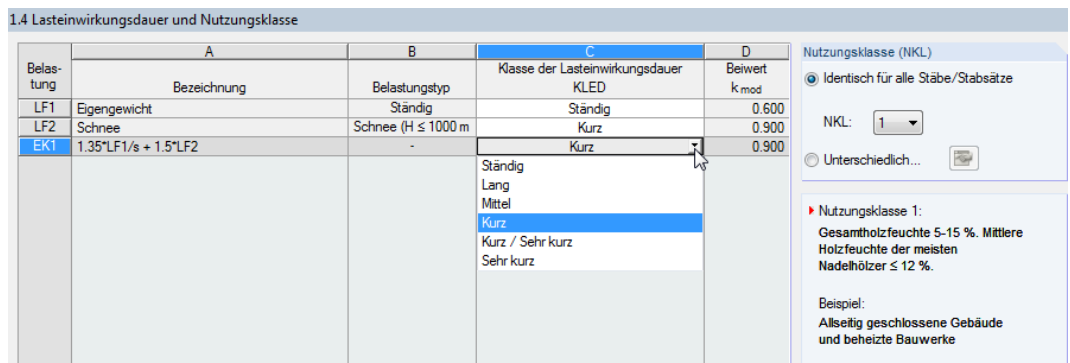 1.4 Lasteinwirkungsdauer und Nutzungsklasse
A B C D
Belas-
tung
Bezeichnung
Belastungstyp
Klasse der Lasteinwirkungsdauer
KLED
Beiwert
k mod
LF1 Eigengewicht Ständig Ständig 0.600
LF2 Schnee Schnee (H ≤ 1000 m Kurz 0.900
EK1 1.35*LF1/s + 1.5*LF2 - Kurz 0.900
Ständig
Lang
Mittel
Kurz
Kurz / Sehr kurz
Sehr kurz
Nutzungsklasse (NKL)
Identisch für alle Stäbe/Stabsätze
NKL: 1
Unterschiedlich...
Nutzungsklasse 1:
Gesamtholzfeuchte 5-15 %. Mittlere
Holzfeuchte der meisten
Nadelhölzer ≤ 12 %.
Beispiel:
Allseitig geschlossene Gebäude
und beheizte Bauwerke